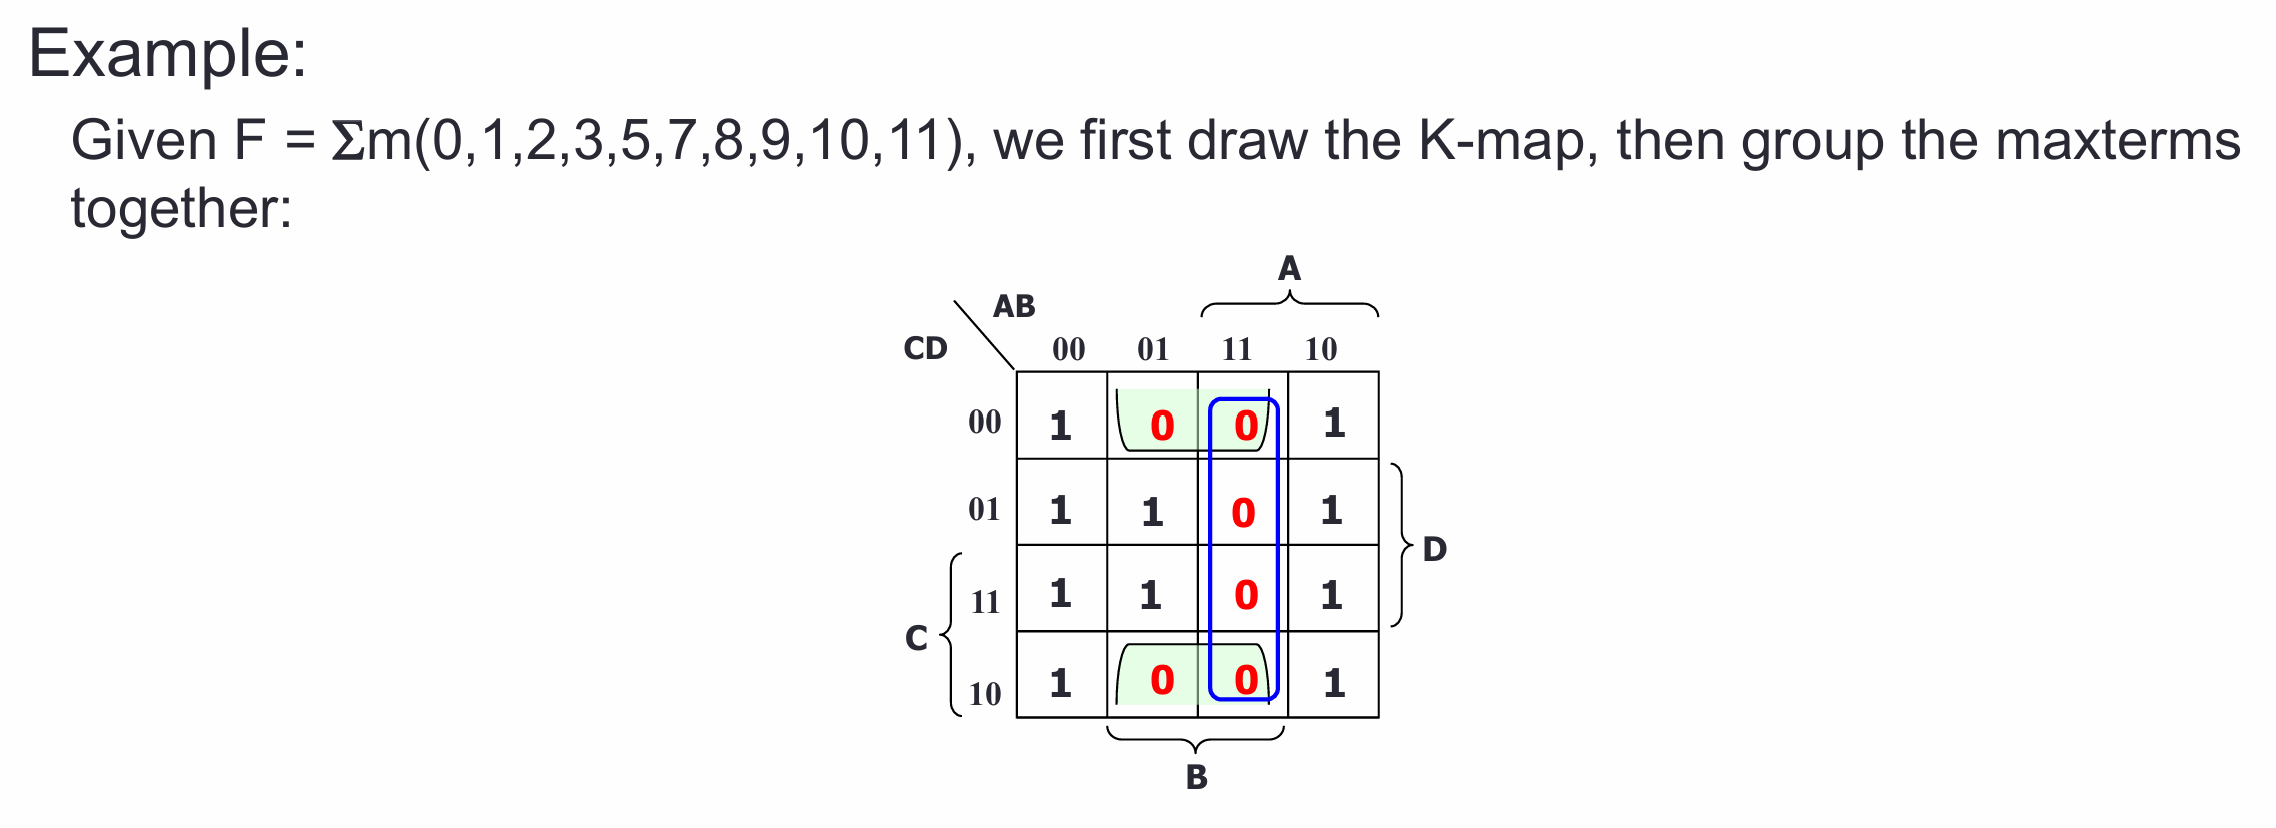 Example:
Given F = Σm(0,1,2,3,5,7,8,9,10,11), we first draw the K-map, then group the maxterms
together:
A
AB
CD 00 01 11 10
00 1 0 0 1
01 1 1 0 1
D
11 1 1 0 1
C
10 1 0 0 1
B